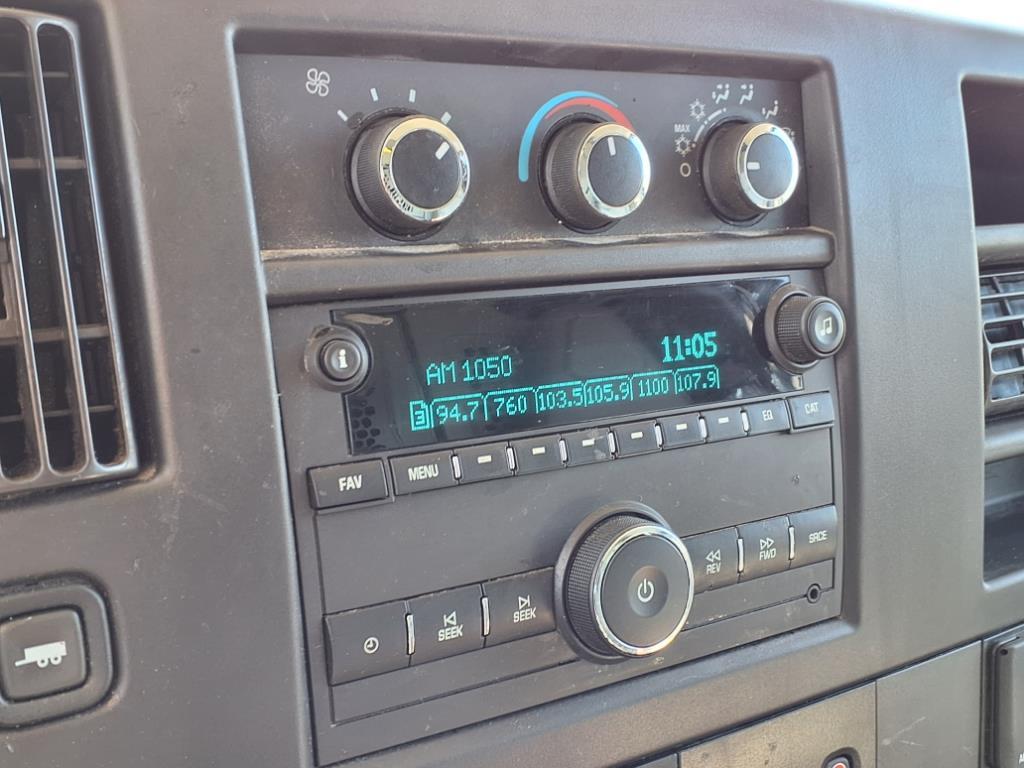 MAX
O
i
AM 1050 11:05
3 94.7 760 103.5 105.9 1100 107.9
FAV MENU EQ CAT
REV FWD SRCE
SEEK SEEK